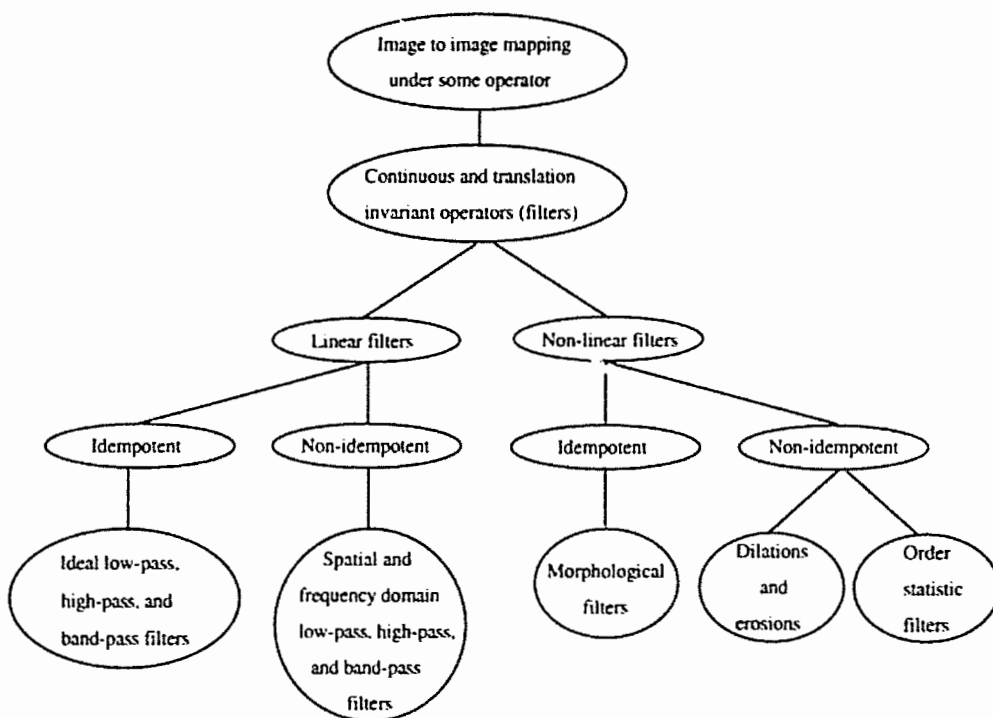 Image to image mapping
under some operator
Continuous and translation
invariant operators (filters)
Linear filters
Non-linear filters
Idempotent
Non-idempotent
Idempotent
Non-idempotent
Ideal low-pass,
high-pass, and
band-pass filters
Spatial and
frequency domain
low-pass, high-pass,
and band-pass
filters
Morphological
filters
Dilations
and
erosions
Order
statistic
filters